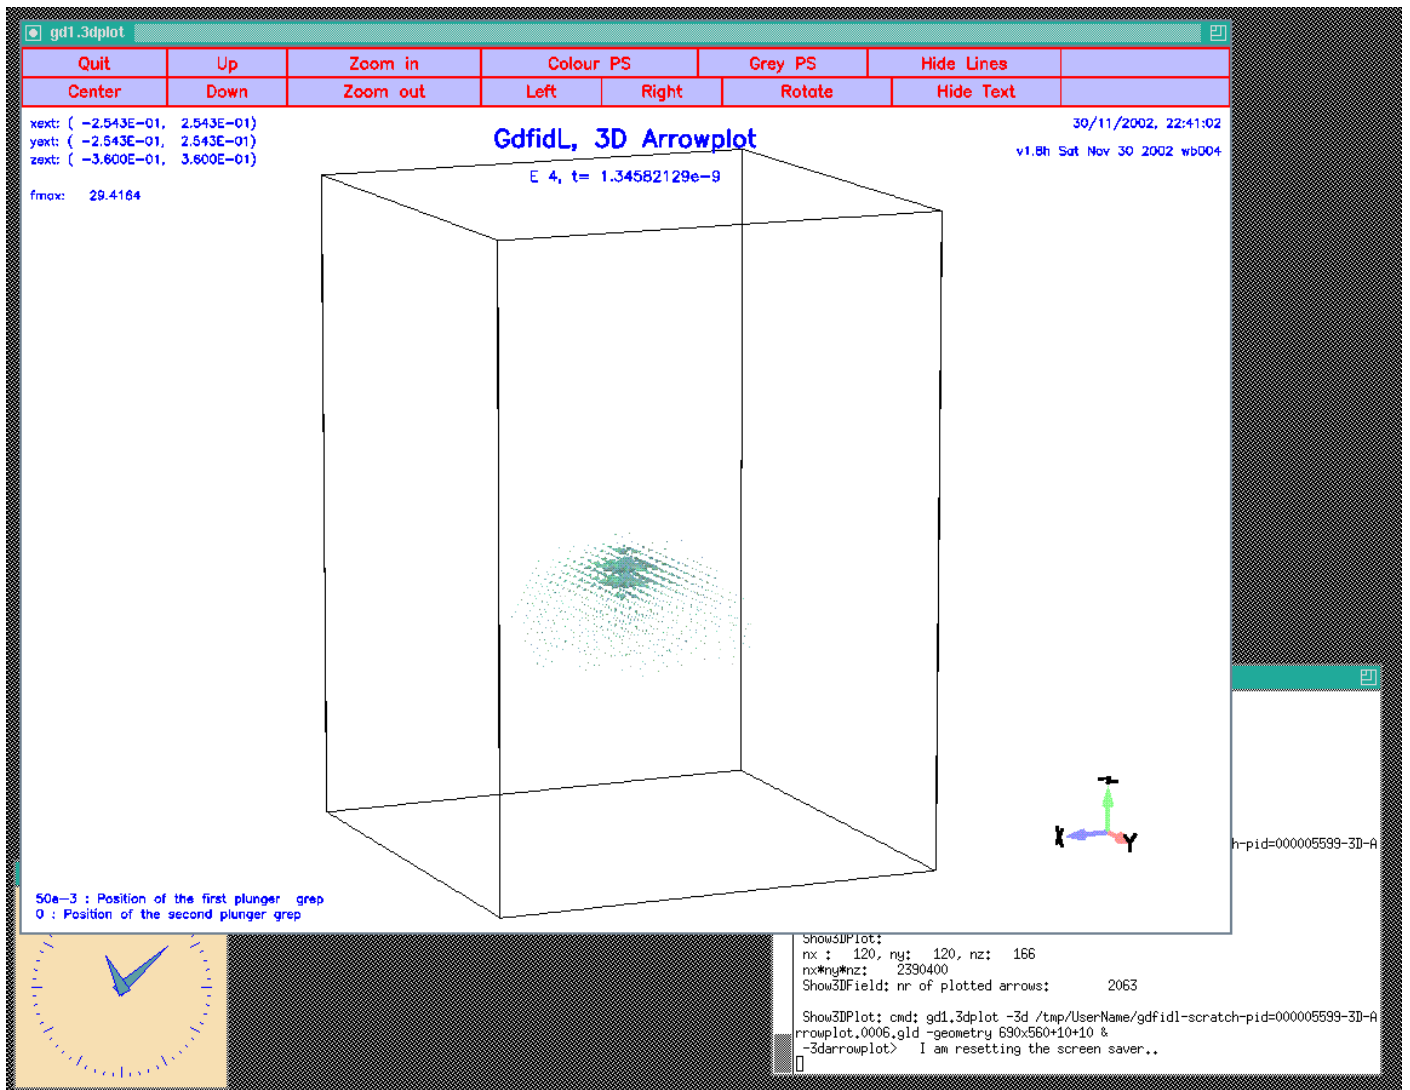 gd1.3dplot
Quit Up Zoom in Colour PS Grey PS Hide Lines
Center Down Zoom out Left Right Rotate Hide Text
xext: ( -2.543E-01, 2.543E-01)
yext: ( -2.543E-01, 2.543E-01)
zext: ( -3.600E-01, 3.600E-01)
fmax: 29.4164
GdfidL, 3D Arrowplot
E 4, t= 1.34582129e-9
30/11/2002, 22:41:02
v1.8h Sat Nov 30 2002 wb004
Z
X
Y
50e-3 : Position of the first plunger grep
0 : Position of the second plunger grep
h-pid=000005599-3D-A
Show3DPlot:
nx : 120, ny: 120, nz: 166
nx*ny*nz: 2390400
Show3DField: nr of plotted arrows: 2063
Show3DPlot: cmd: gd1.3dplot -3d /tmp/UserName/gdfidl-scratch-pid=000005599-3D-A
rrowplot.0006.gld -geometry 690x560+10+10 &
-3darrowplot> I am resetting the screen saver..